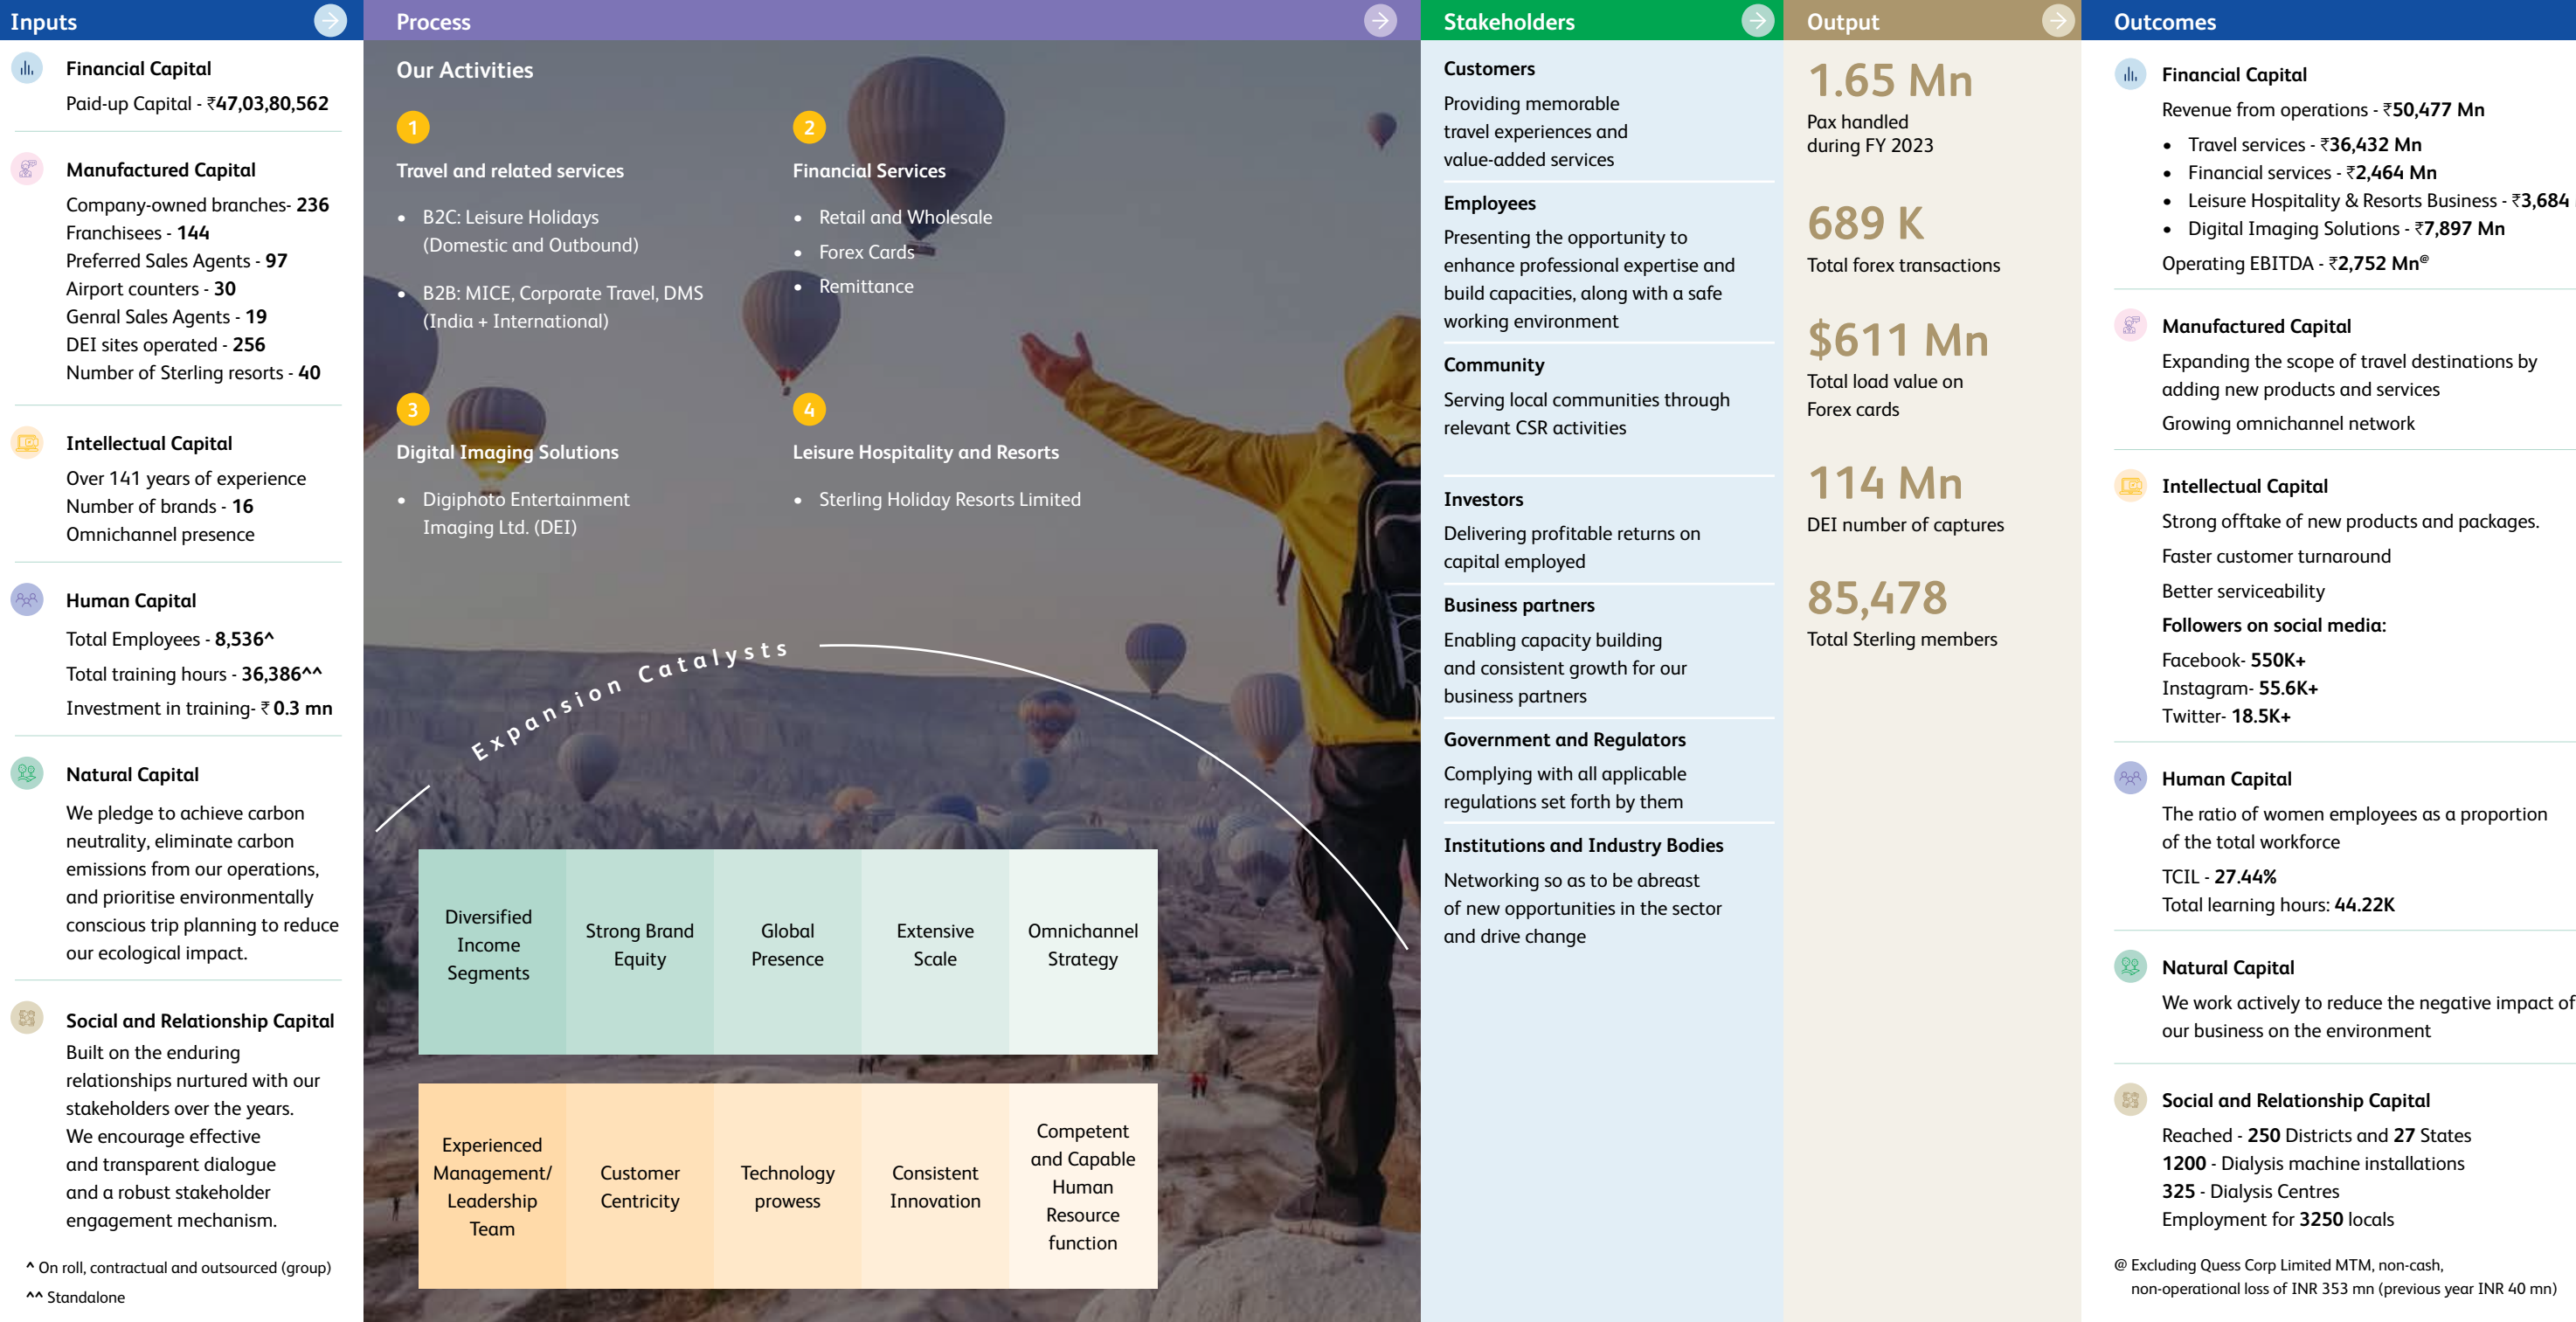 Inputs
Financial Capital
Paid-up Capital - ₹47,03,80,562
Manufactured Capital
Company-owned branches- 236
Franchisees - 144
Preferred Sales Agents - 97
Airport counters - 30
Genral Sales Agents - 19
DEI sites operated - 256
Number of Sterling resorts - 40
Intellectual Capital
Over 141 years of experience
Number of brands - 16
Omnichannel presence
Human Capital
Total Employees - 8,536^
Total training hours - 36,386^^
Investment in training- ₹ 0.3 mn
Natural Capital
We pledge to achieve carbon
neutrality, eliminate carbon
emissions from our operations,
and prioritise environmentally
conscious trip planning to reduce
our ecological impact.
Social and Relationship Capital
Built on the enduring
relationships nurtured with our
stakeholders over the years.
We encourage effective
and transparent dialogue
and a robust stakeholder
engagement mechanism.
^ On roll, contractual and outsourced (group)
^^ Standalone
Process
Our Activities
1
Travel and related services
• B2C: Leisure Holidays
(Domestic and Outbound)
• B2B: MICE, Corporate Travel, DMS
(India + International)
2
Financial Services
• Retail and Wholesale
• Forex Cards
• Remittance
3
Digital Imaging Solutions
• Digiphoto Entertainment
Imaging Ltd. (DEI)
4
Leisure Hospitality and Resorts
• Sterling Holiday Resorts Limited
Expansion Catalysts
Diversified
Income
Segments
Strong Brand
Equity
Global
Presence
Extensive
Scale
Omnichannel
Strategy
Experienced
Management/
Leadership
Team
Customer
Centricity
Technology
prowess
Consistent
Innovation
Competent
and Capable
Human
Resource
function
Stakeholders
Customers
Providing memorable
travel experiences and
value-added services
Employees
Presenting the opportunity to
enhance professional expertise and
build capacities, along with a safe
working environment
Community
Serving local communities through
relevant CSR activities
Investors
Delivering profitable returns on
capital employed
Business partners
Enabling capacity building
and consistent growth for our
business partners
Government and Regulators
Complying with all applicable
regulations set forth by them
Institutions and Industry Bodies
Networking so as to be abreast
of new opportunities in the sector
and drive change
Output
1.65 Mn
Pax handled
during FY 2023
689 K
Total forex transactions
$611 Mn
Total load value on
Forex cards
114 Mn
DEI number of captures
85,478
Total Sterling members
Outcomes
Financial Capital
Revenue from operations - ₹50,477 Mn
• Travel services - ₹36,432 Mn
• Financial services - ₹2,464 Mn
• Leisure Hospitality & Resorts Business - ₹3,684
• Digital Imaging Solutions - ₹7,897 Mn
Operating EBITDA - ₹2,752 Mn@
Manufactured Capital
Expanding the scope of travel destinations by
adding new products and services
Growing omnichannel network
Intellectual Capital
Strong offtake of new products and packages.
Faster customer turnaround
Better serviceability
Followers on social media:
Facebook- 550K+
Instagram- 55.6K+
Twitter- 18.5K+
Human Capital
The ratio of women employees as a proportion
of the total workforce
TCIL - 27.44%
Total learning hours: 44.22K
Natural Capital
We work actively to reduce the negative impact of
our business on the environment
Social and Relationship Capital
Reached - 250 Districts and 27 States
1200 - Dialysis machine installations
325 - Dialysis Centres
Employment for 3250 locals
@ Excluding Quess Corp Limited MTM, non-cash,
non-operational loss of INR 353 mn (previous year INR 40 mn)